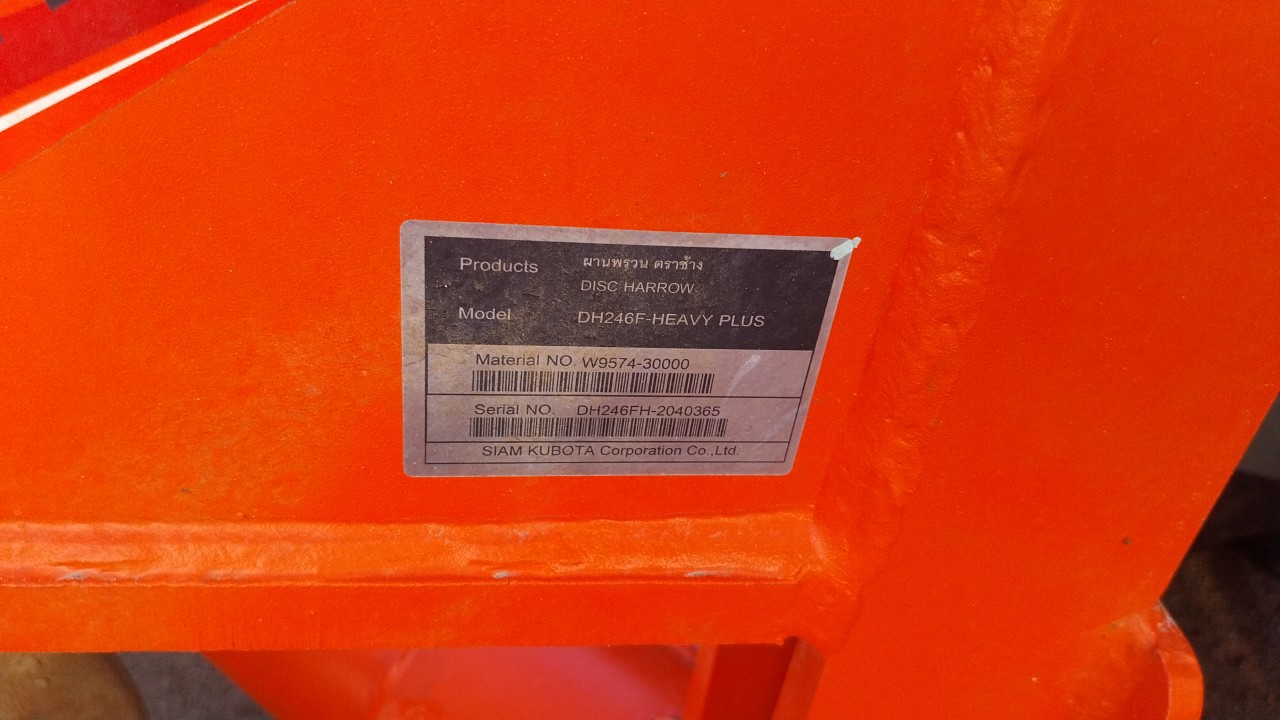 Products ผานพรวน ตราช้าง
DISC HARROW
Model DH246F-HEAVY PLUS
Material NO. W9574-30000
Serial NO. DH246FH-2040365
SIAM KUBOTA Corporation Co.,Ltd.